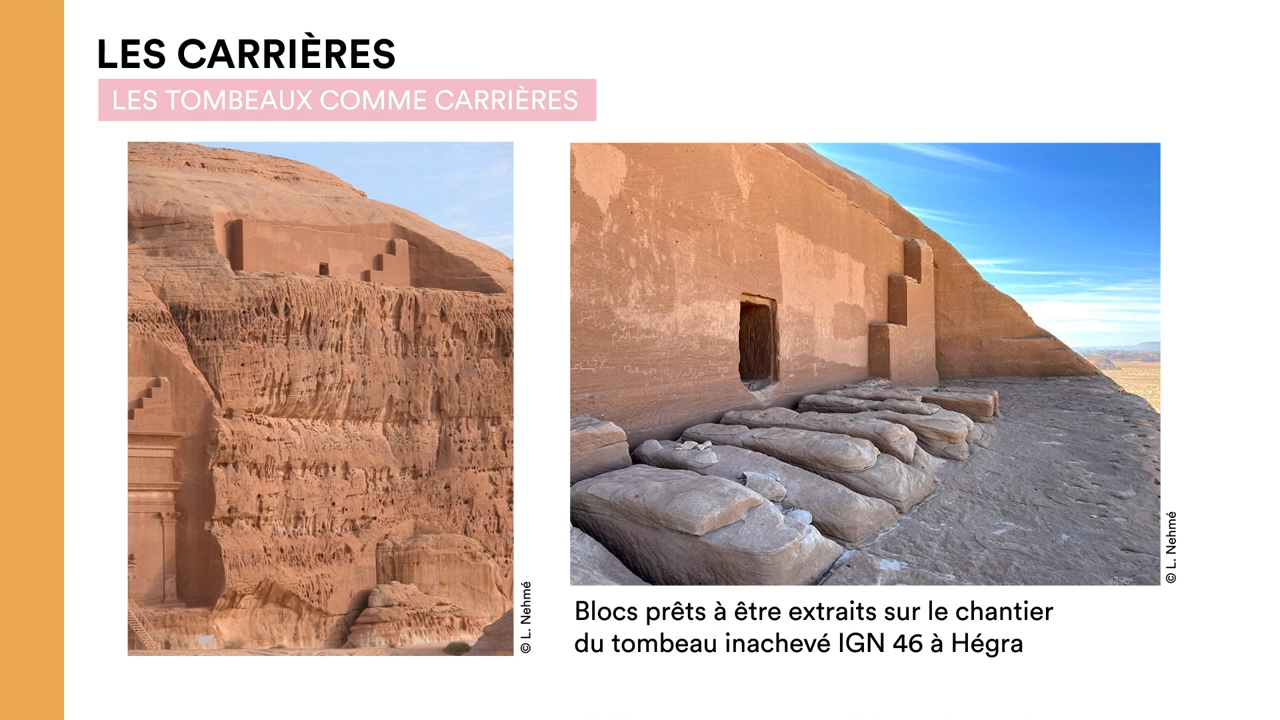 LES CARRIÈRES
LES TOMBEAUX COMME CARRIÈRES
© L. Nehmé
© L. Nehmé
Blocs prêts à être extraits sur le chantier
du tombeau inachevé IGN 46 à Hégra